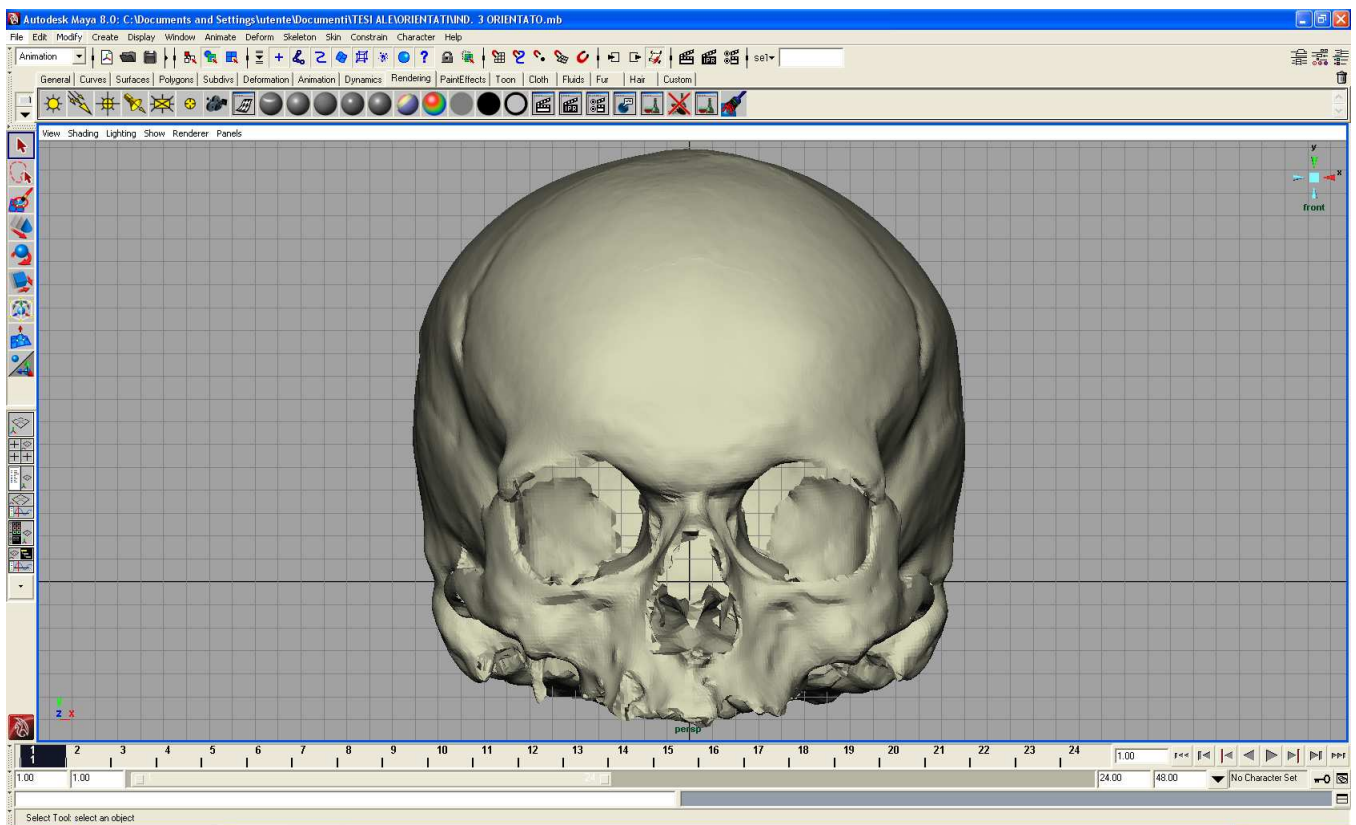 Autodesk Maya 8.0: C:\Documents and Settings\utente\Documenti\TESI ALE\ORIENTATI\IND. 3 ORIENTATO.mb
File Edit Modify Create Display Window Animate Deform Skeleton Skin Constrain Character Help
Animation sel
General Curves Surfaces Polygons Subdivs Deformation Animation Dynamics Rendering PaintEffects Toon Cloth Fluids Fur Hair Custom
IPR IPR
View Shading Lighting Show Renderer Panels
y
y
x
front
y
z x
persp
1 2 3 4 5 6 7 8 9 10 11 12 13 14 15 16 17 18 19 20 21 22 23 24 1.00
1
1.00 1.00 1 24 24.00 48.00 No Character Set
Select Tool: select an object